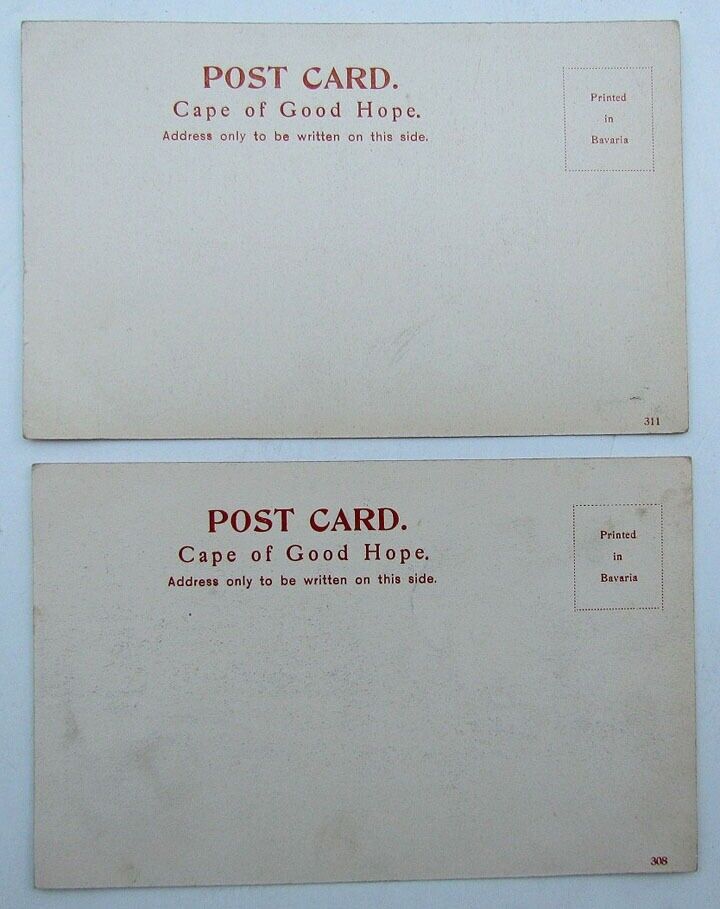 POST CARD.
Cape of Good Hope.
Address only to be written on this side.
Printed
in
Bavaria
311
POST CARD.
Cape of Good Hope.
Address only to be written on this side.
Printed
in
Bavaria
308